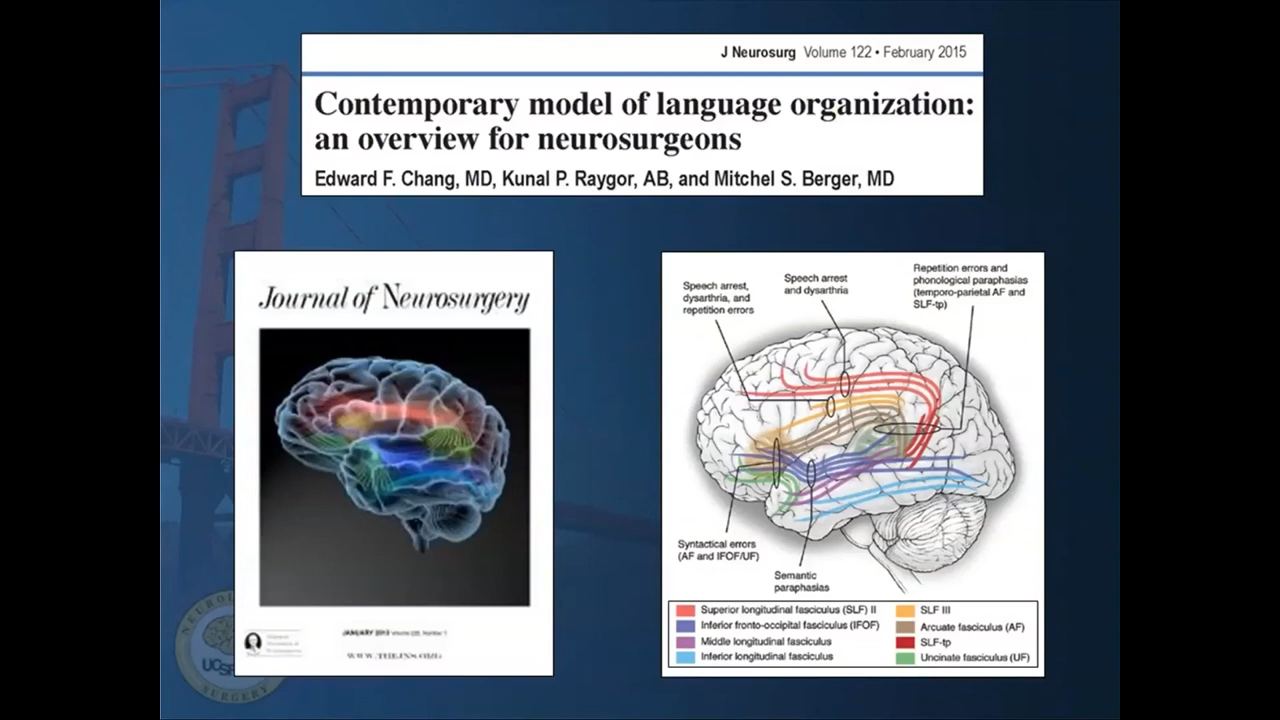 J Neurosurg Volume 122 • February 2015
Contemporary model of language organization:
an overview for neurosurgeons
Edward F. Chang, MD, Kunal P. Raygor, AB, and Mitchel S. Berger, MD
Journal of Neurosurgery
Speech arrest,
dysarthria, and
repetition errors
Speech arrest
and dysarthria
Repetition errors and
phonological paraphasias
(temporo-parietal AF and
SLF-tp)
Syntactical errors
(AF and IFOF/UF)
Semantic
paraphasias
Superior longitudinal fasciculus (SLF) II
Inferior fronto-occipital fasciculus (IFOF)
Middle longitudinal fasciculus
Inferior longitudinal fasciculus
SLF III
Arcuate fasciculus (AF)
SLF-tp
Uncinate fasciculus (UF)
JANUARY
WWW.THEJNS.ORG
SURGERY